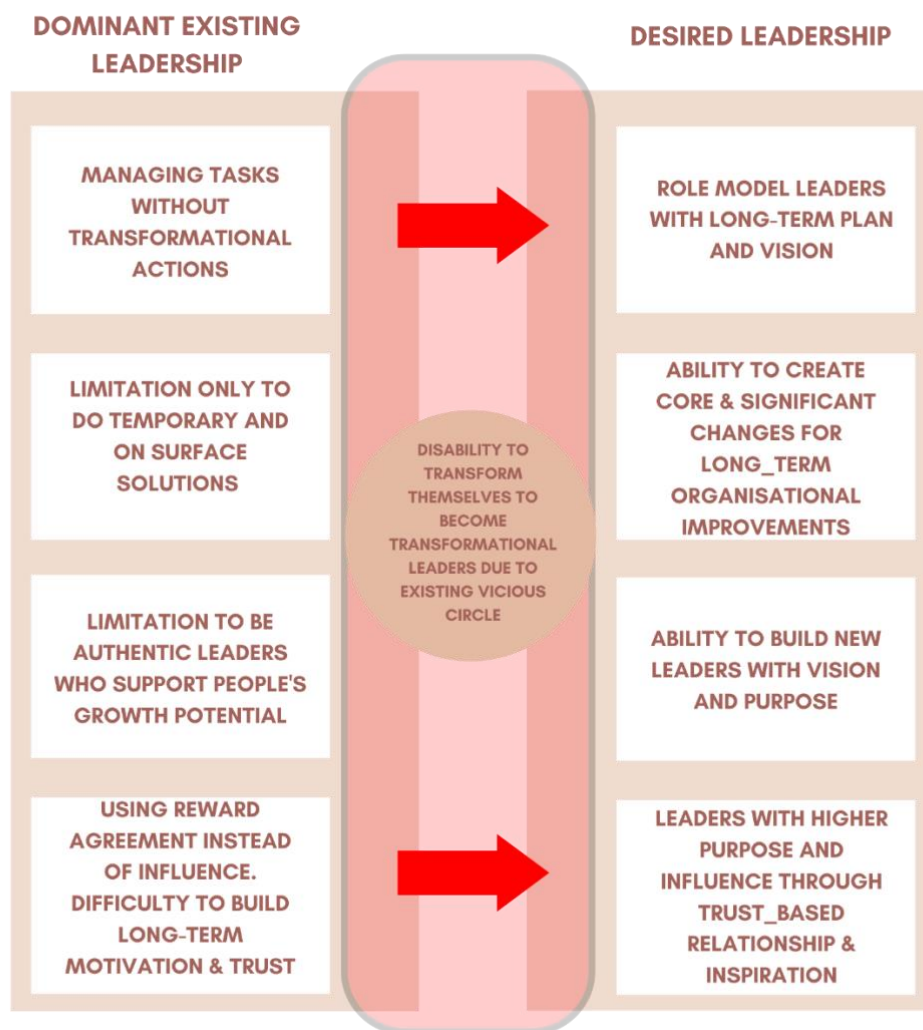 DOMINANT EXISTING
LEADERSHIP
MANAGING TASKS
WITHOUT
TRANSFORMATIONAL
ACTIONS
LIMITATION ONLY TO
DO TEMPORARY AND
ON SURFACE
SOLUTIONS
LIMITATION TO BE
AUTHENTIC LEADERS
WHO SUPPORT PEOPLE'S
GROWTH POTENTIAL
USING REWARD
AGREEMENT INSTEAD
OF INFLUENCE.
DIFFICULTY TO BUILD
LONG-TERM
MOTIVATION & TRUST
DISABILITY TO
TRANSFORM
THEMSELVES TO
BECOME
TRANSFORMATIONAL
LEADERS DUE TO
EXISTING VICIOUS
CIRCLE
DESIRED LEADERSHIP
ROLE MODEL LEADERS
WITH LONG-TERM PLAN
AND VISION
ABILITY TO CREATE
CORE & SIGNIFICANT
CHANGES FOR
LONG_TERM
ORGANISATIONAL
IMPROVEMENTS
ABILITY TO BUILD NEW
LEADERS WITH VISION
AND PURPOSE
LEADERS WITH HIGHER
PURPOSE AND
INFLUENCE THROUGH
TRUST_BASED
RELATIONSHIP &
INSPIRATION